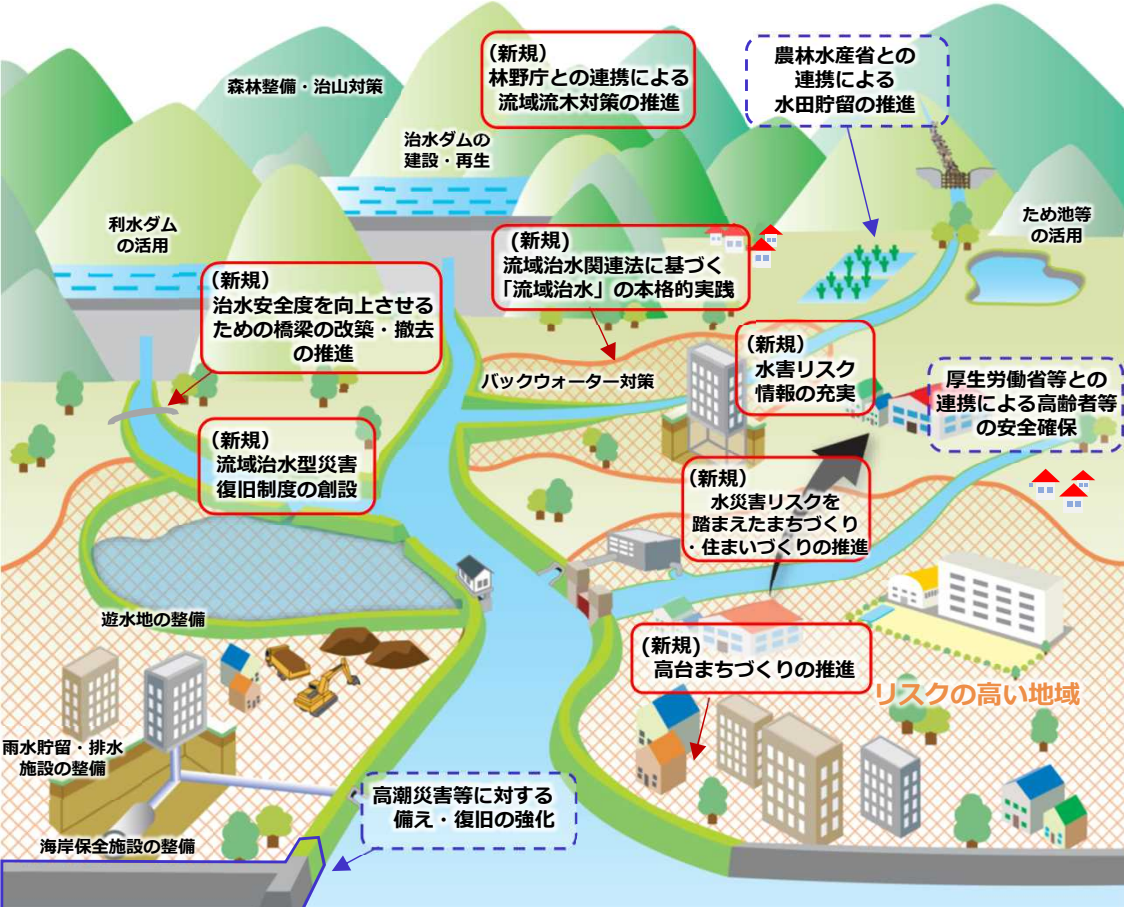 (新規)
林野庁との連携による
流域流木対策の推進
農林水産省との
連携による
水田貯留の推進
森林整備・治山対策
治水ダムの
建設・再生
利水ダム
の活用
ため池等
の活用
(新規)
流域治水関連法に基づく
「流域治水」の本格的実践
(新規)
治水安全度を向上させる
ための橋梁の改築・撤去
の推進
(新規)
水害リスク
情報の充実
バックウォーター対策
厚生労働省等との
連携による高齢者等
の安全確保
(新規)
流域治水型災害
復旧制度の創設
(新規)
水災害リスクを
踏まえたまちづくり
・住まいづくりの推進
遊水地の整備
(新規)
高台まちづくりの推進
リスクの高い地域
雨水貯留・排水
施設の整備
高潮災害等に対する
備え・復旧の強化
海岸保全施設の整備